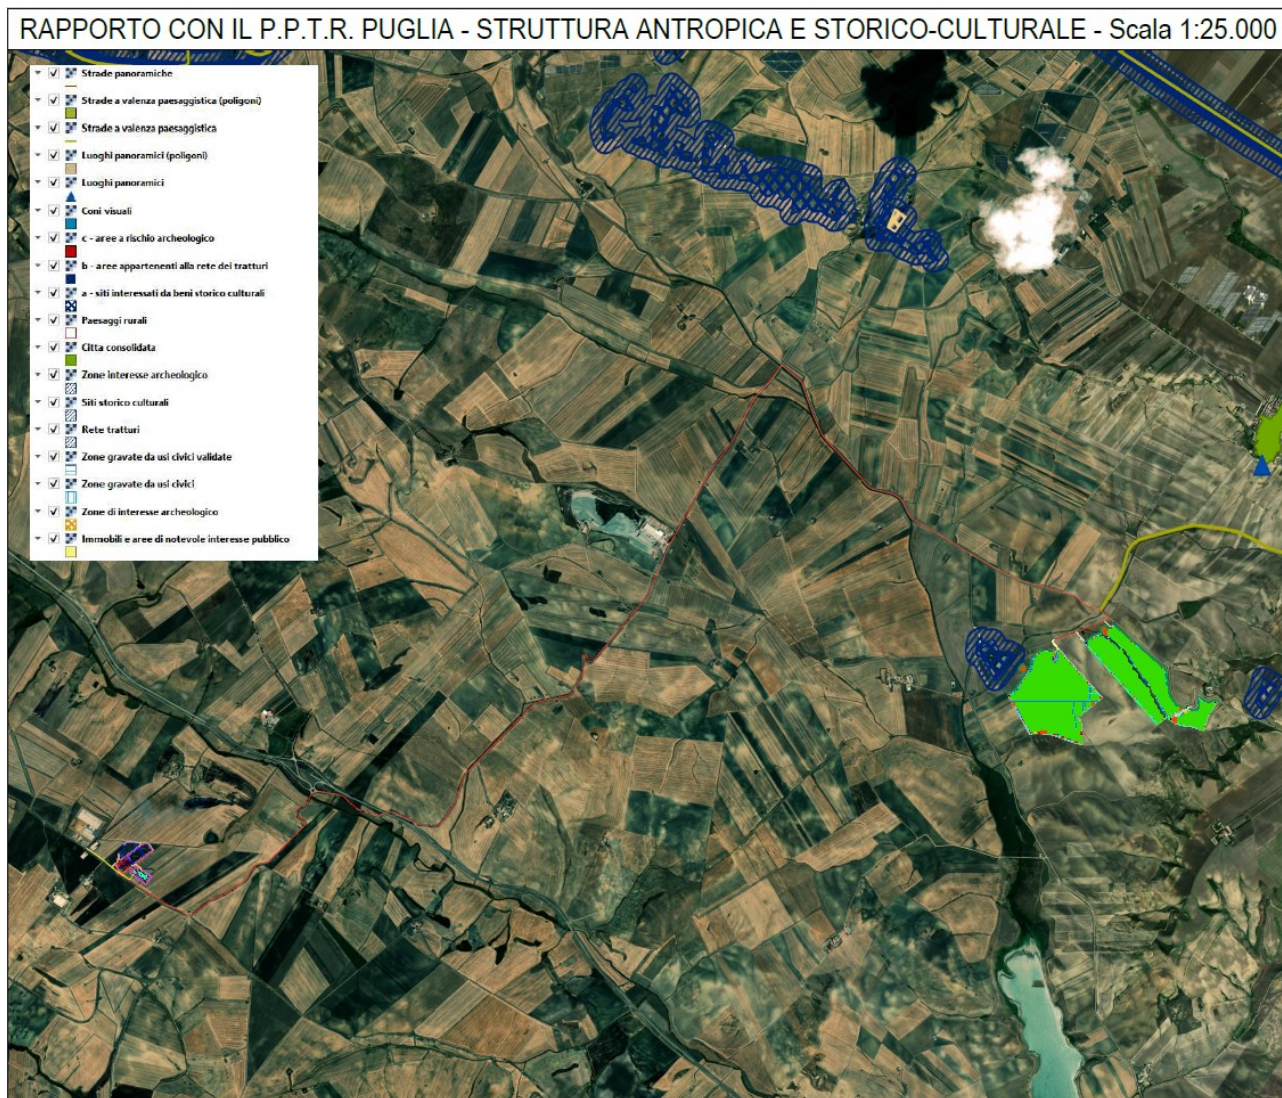 RAPPORTO CON IL P.P.T.R. PUGLIA - STRUTTURA ANTROPICA E STORICO-CULTURALE - Scala 1:25.000
Strade panoramiche
Strade a valenza paesaggistica (poligoni)
Strade a valenza paesaggistica
Luoghi panoramici (poligoni)
Luoghi panoramici
Coni visuali
c - aree a rischio archeologico
b - aree appartenenti alla rete dei tratturi
a - siti interessati da beni storico culturali
Paesaggi rurali
Citta consolidata
Zone interesse archeologico
Siti storico culturali
Rete tratturi
Zone gravate da usi civici validate
Zone gravate da usi civici
Zone di interesse archeologico
Immobili e aree di notevole interesse pubblico